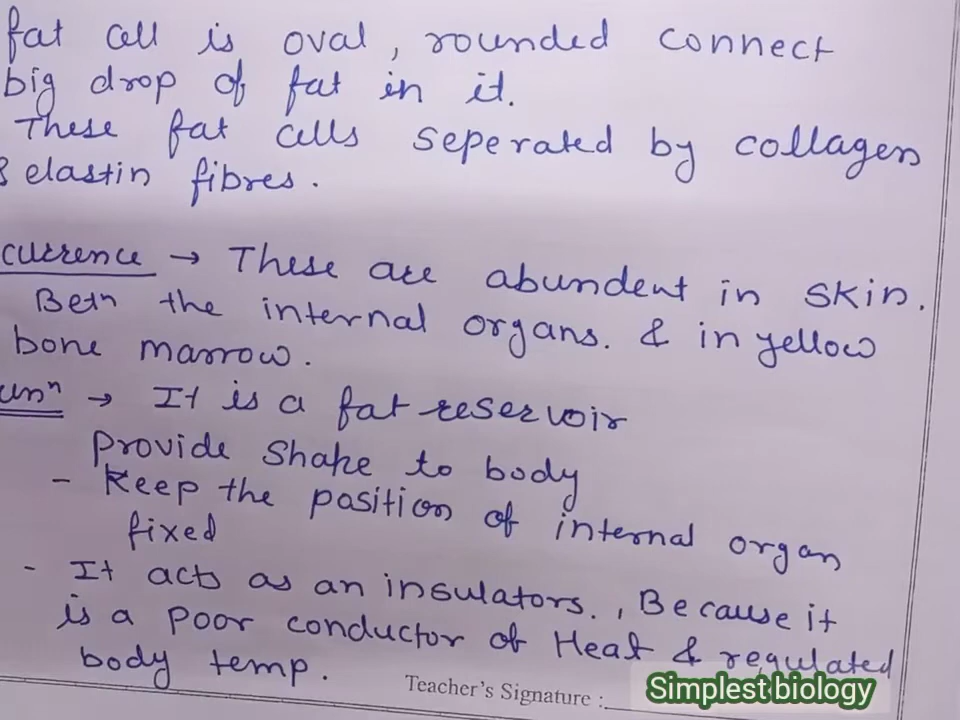 fat cell is oval, rounded connect
big drop of fat in it.
These fat cells seperated by collagen
& elastin fibres.
currence → These are abundent in skin.
Betn the internal organs. & in yellow
bone marrow.
unn → It is a fat reservoir
Provide Shape to body
- Keep the position of internal organ
fixed
- It acts as an insulators., Because it
is a poor conductor of Heat & regulated
body temp.
Teacher's Signature :
Simplest biology